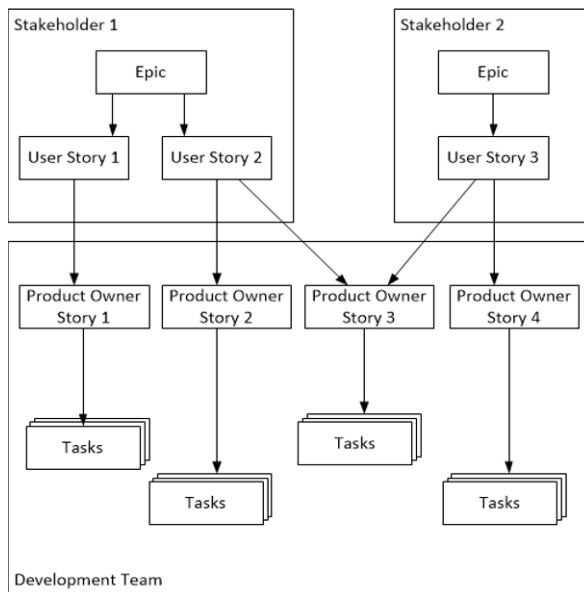 Stakeholder 1
Stakeholder 2
Epic
Epic
User Story 1
User Story 2
User Story 3
Product Owner
Story 1
Product Owner
Story 2
Product Owner
Story 3
Product Owner
Story 4
Tasks
Tasks
Tasks
Tasks
Development Team